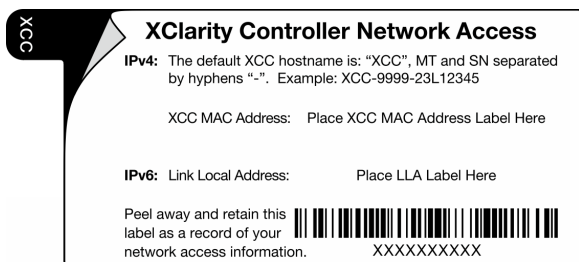 XCC
XClarity Controller Network Access
IPv4: The default XCC hostname is: “XCC”, MT and SN separated
by hyphens “-”. Example: XCC-9999-23L12345
XCC MAC Address: Place XCC MAC Address Label Here
IPv6: Link Local Address: Place LLA Label Here
Peel away and retain this
label as a record of your
network access information.
XXXXXXXXXX